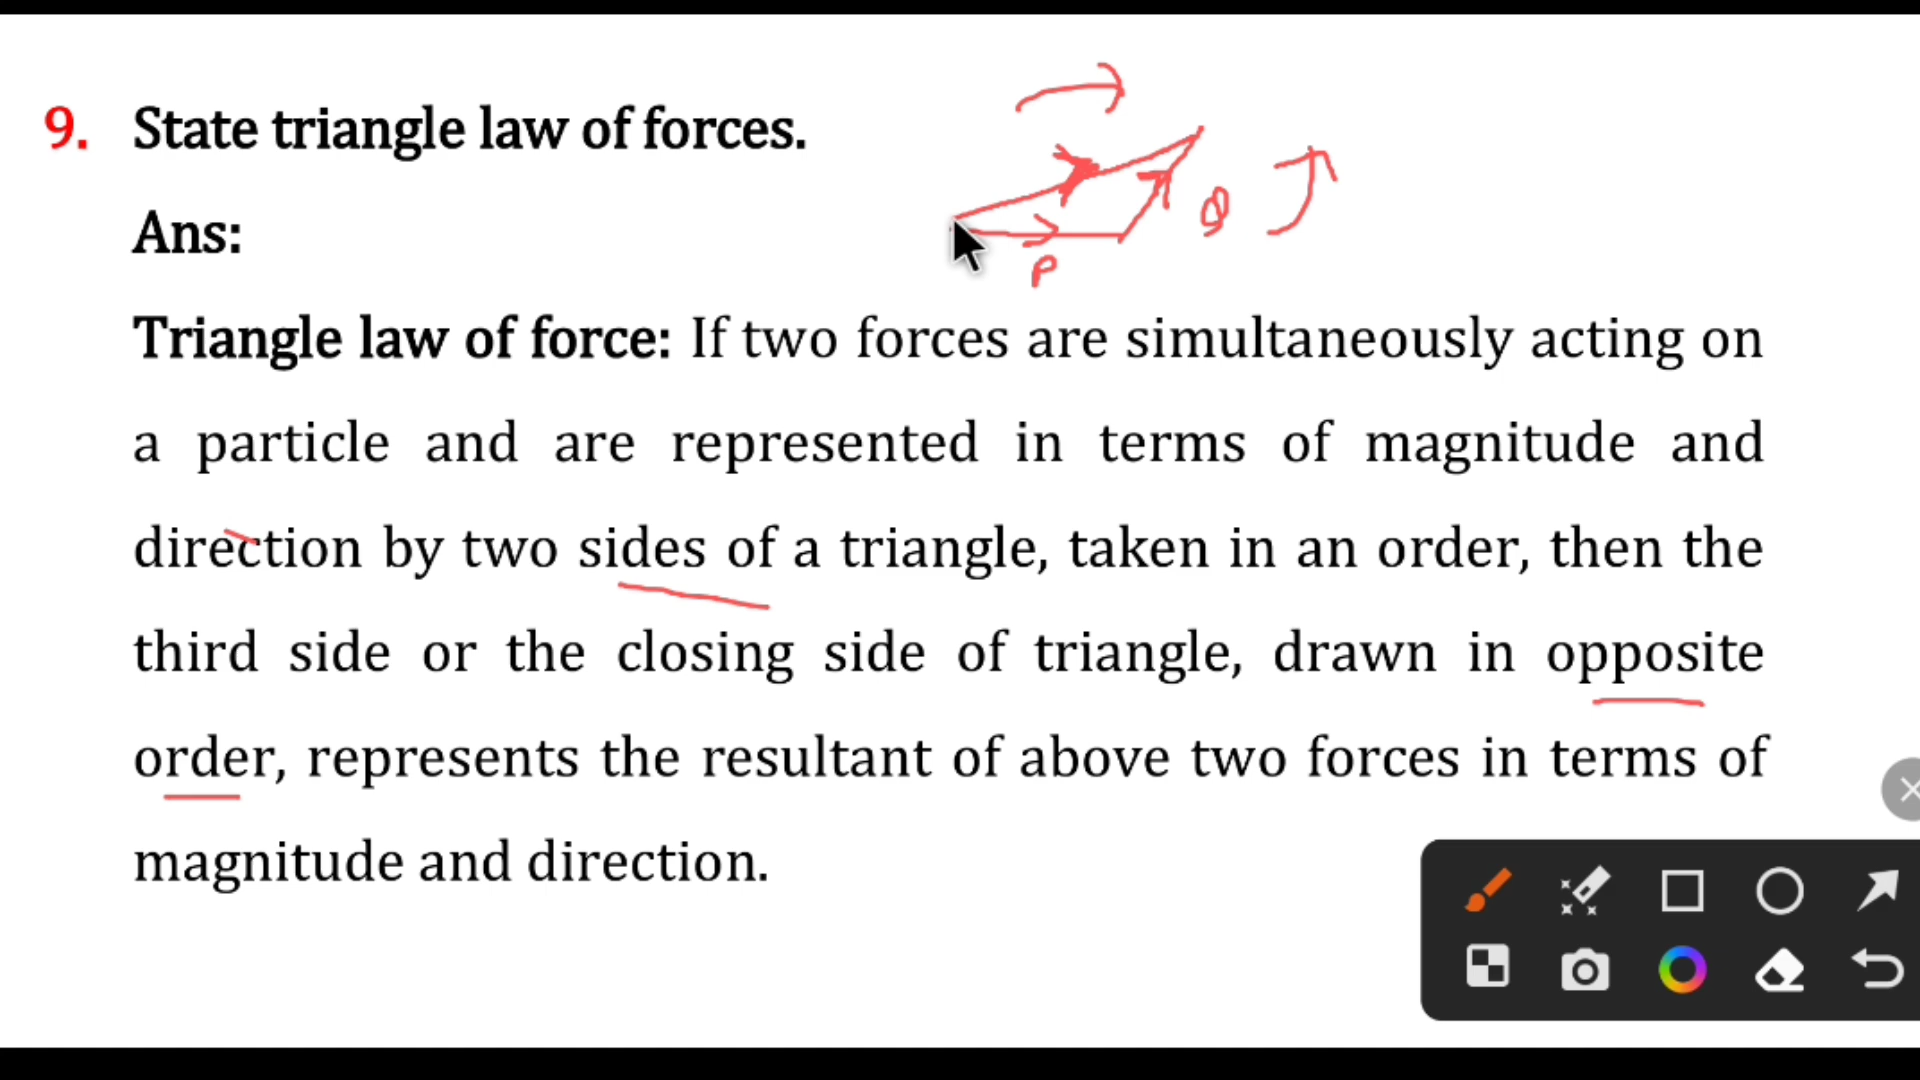 9. State triangle law of forces.
Ans:
Q
P
Triangle law of force: If two forces are simultaneously acting on
a particle and are represented in terms of magnitude and
direction by two sides of a triangle, taken in an order, then the
third side or the closing side of triangle, drawn in opposite
order, represents the resultant of above two forces in terms of
magnitude and direction.